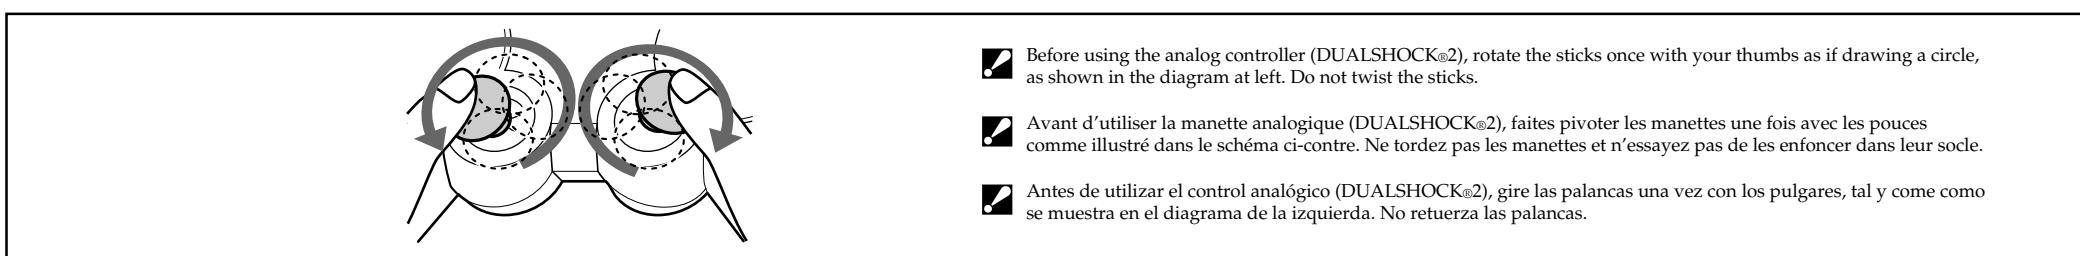 Before using the analog controller (DUALSHOCK®2), rotate the sticks once with your thumbs as if drawing a circle,
as shown in the diagram at left. Do not twist the sticks.
Avant d’utiliser la manette analogique (DUALSHOCK®2), faites pivoter les manettes une fois avec les pouces
comme illustré dans le schéma ci-contre. Ne tordez pas les manettes et n’essayez pas de les enfoncer dans leur socle.
Antes de utilizar el control analógico (DUALSHOCK®2), gire las palancas una vez con los pulgares, tal y come como
se muestra en el diagrama de la izquierda. No retuerza las palancas.